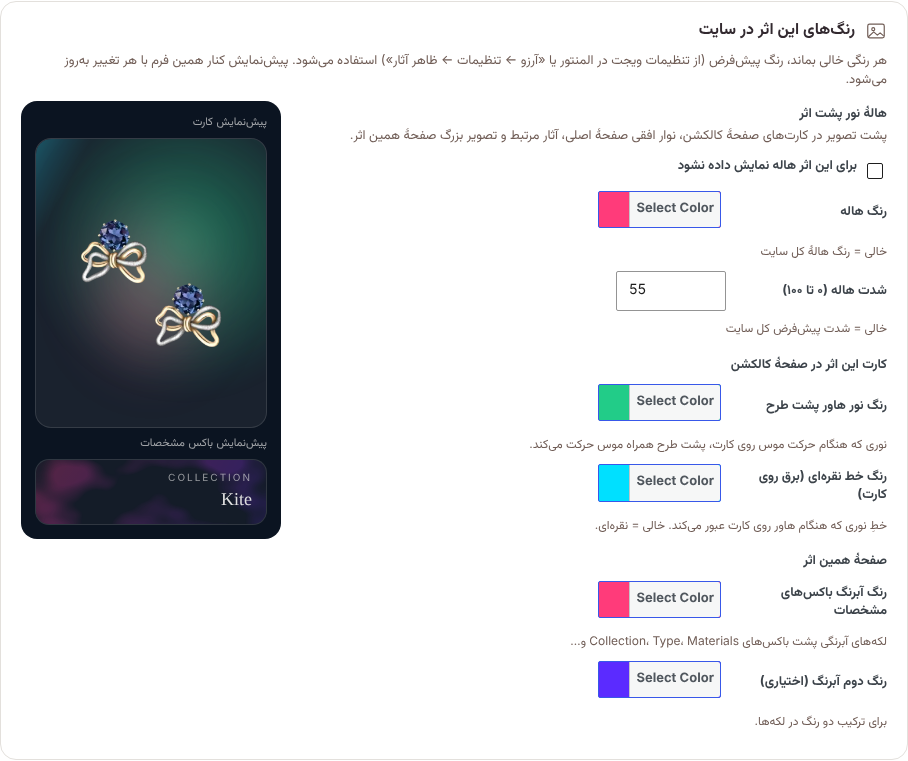 رنگ‌های این اثر در سایت
هر رنگی خالی بماند، رنگ پیش‌فرض (از تنظیمات ویجت در المنتور یا «آرزو ← تنظیمات ← ظاهر آثار») استفاده می‌شود. پیش‌نمایش کنار همین فرم با هر تغییر به‌روز
می‌شود.
هالهٔ نور پشت اثر
پشت تصویر در کارت‌های صفحهٔ کالکشن، نوار افقی صفحهٔ اصلی، آثار مرتبط و تصویر بزرگ صفحهٔ همین اثر.
برای این اثر هاله نمایش داده نشود
رنگ هاله
Select Color
خالی = رنگ هالهٔ کل سایت
شدت هاله (۰ تا ۱۰۰)
55
خالی = شدت پیش‌فرض کل سایت
کارت این اثر در صفحهٔ کالکشن
رنگ نور هاور پشت طرح
Select Color
نوری که هنگام حرکت موس روی کارت، پشت طرح همراه موس حرکت می‌کند.
رنگ خط نقره‌ای (برق روی
کارت)
Select Color
خطِ نوری که هنگام هاور روی کارت عبور می‌کند. خالی = نقره‌ای.
صفحهٔ همین اثر
رنگ آبرنگ باکس‌های
مشخصات
Select Color
لکه‌های آبرنگی پشت باکس‌های Collection، Type، Materials و...
رنگ دوم آبرنگ (اختیاری)
Select Color
برای ترکیب دو رنگ در لکه‌ها.
پیش‌نمایش کارت
پیش‌نمایش باکس مشخصات
COLLECTION
Kite